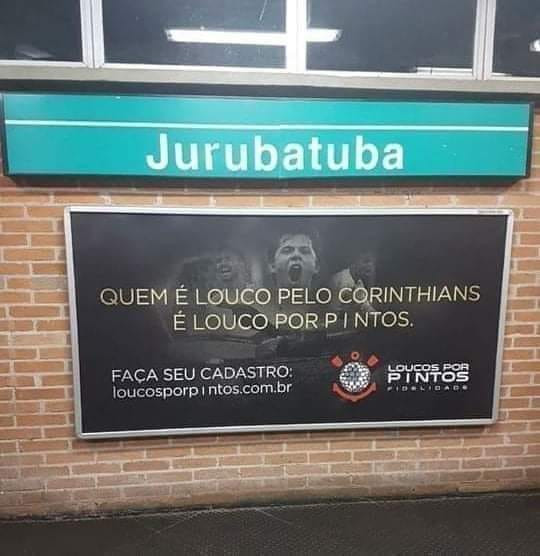 Jurubatuba
QUEM É LOUCO PELO CORINTHIANS
É LOUCO POR P I NTOS.
FAÇA SEU CADASTRO:
loucosporp i ntos.com.br
LOUCOS POR
P I NTOS
FIDELIDADE